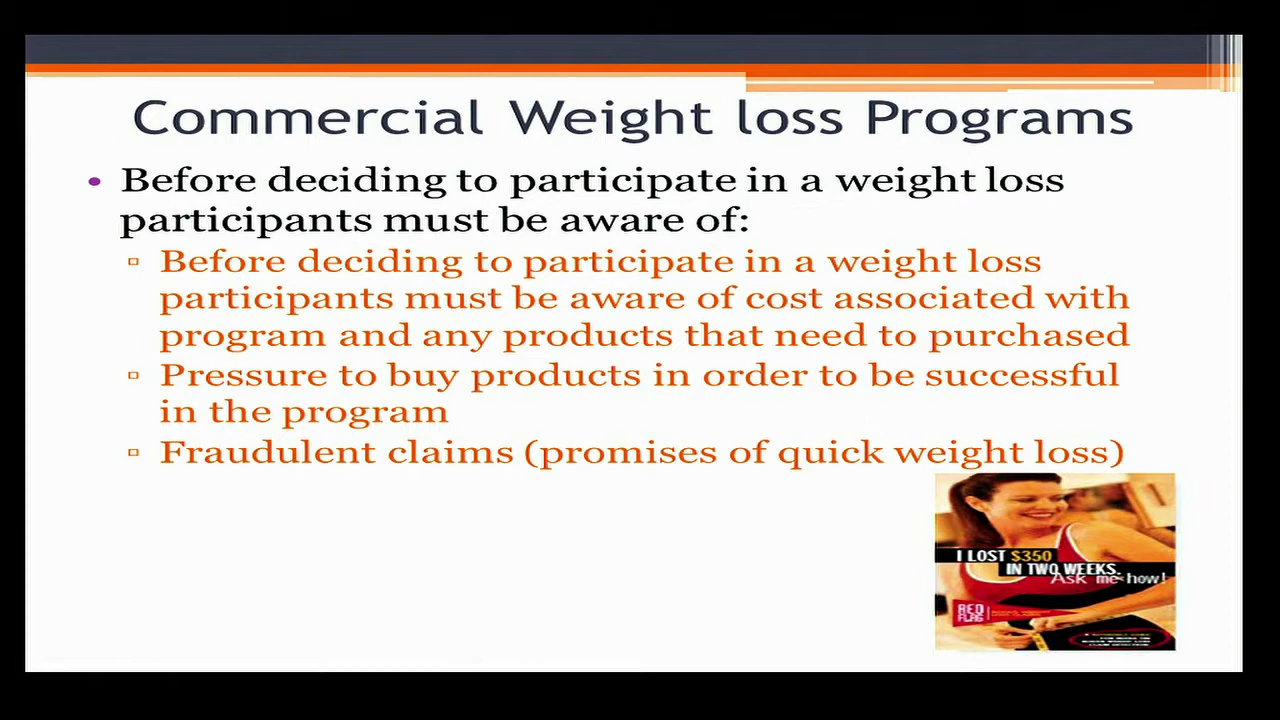 Commercial Weight loss Programs
• Before deciding to participate in a weight loss
participants must be aware of:
▫ Before deciding to participate in a weight loss
participants must be aware of cost associated with
program and any products that need to purchased
▫ Pressure to buy products in order to be successful
in the program
▫ Fraudulent claims (promises of quick weight loss)
I LOST $350
IN TWO WEEKS.
Ask me how!
RED
FLAG